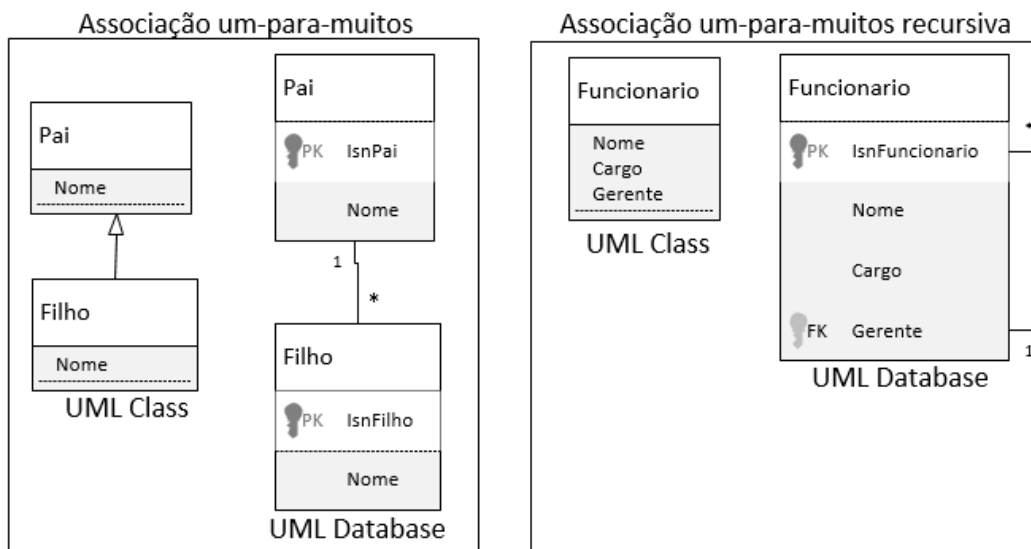 Associação um-para-muitos
Pai
Nome
Filho
Nome
UML Class
Pai
PK IsnPai
Nome
1
*
Filho
PK IsnFilho
Nome
UML Database
Associação um-para-muitos recursiva
Funcionario
Nome
Cargo
Gerente
UML Class
Funcionario
PK IsnFuncionario
Nome
Cargo
FK Gerente
*
1
UML Database